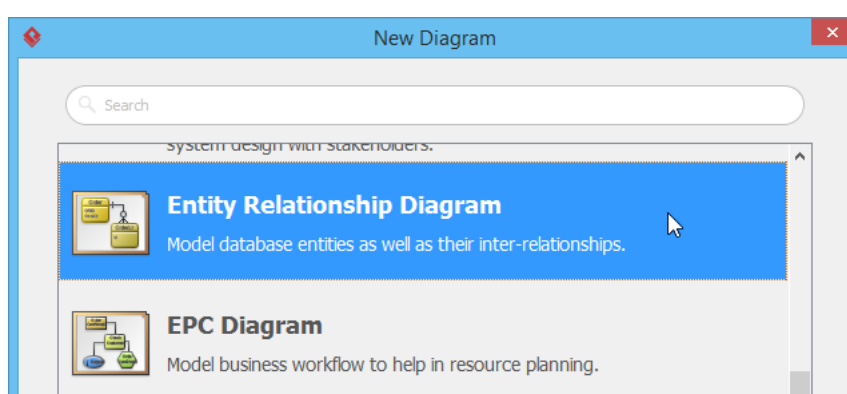 New Diagram
Search
system design with stakeholders.
Entity Relationship Diagram
Model database entities as well as their inter-relationships.
EPC Diagram
Model business workflow to help in resource planning.